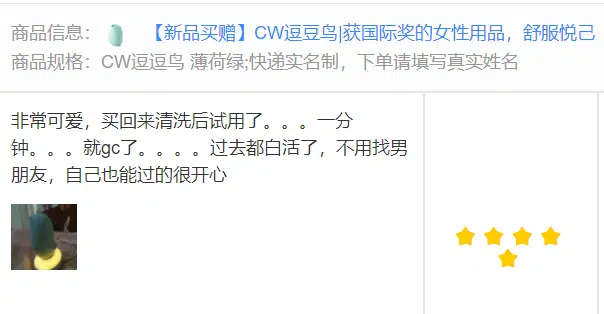 商品信息：【新品买赠】CW逗豆鸟|获国际奖的女性用品，舒服悦己
商品规格：CW逗逗鸟 薄荷绿;快递实名制，下单请填写真实姓名
非常可爱，买回来清洗后试用了。。。一分
钟。。。就gc了。。。。过去都白活了，不用找男
朋友，自己也能过的很开心